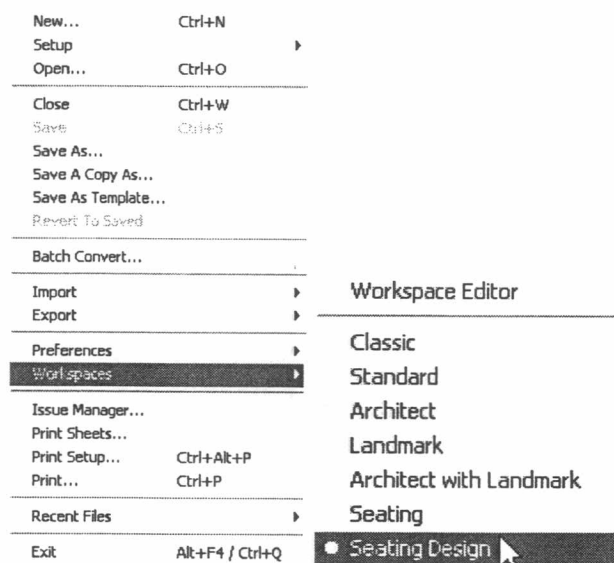 New... Ctrl+N
Setup
Open... Ctrl+O
Close Ctrl+W
Save Ctrl+S
Save As...
Save A Copy As...
Save As Template...
Revert To Saved
Batch Convert...
Import
Export
Preferences
Workspaces
Issue Manager...
Print Sheets...
Print Setup... Ctrl+Alt+P
Print... Ctrl+P
Recent Files
Exit Alt+F4 / Ctrl+Q
Workspace Editor
Classic
Standard
Architect
Landmark
Architect with Landmark
Seating
Seating Design